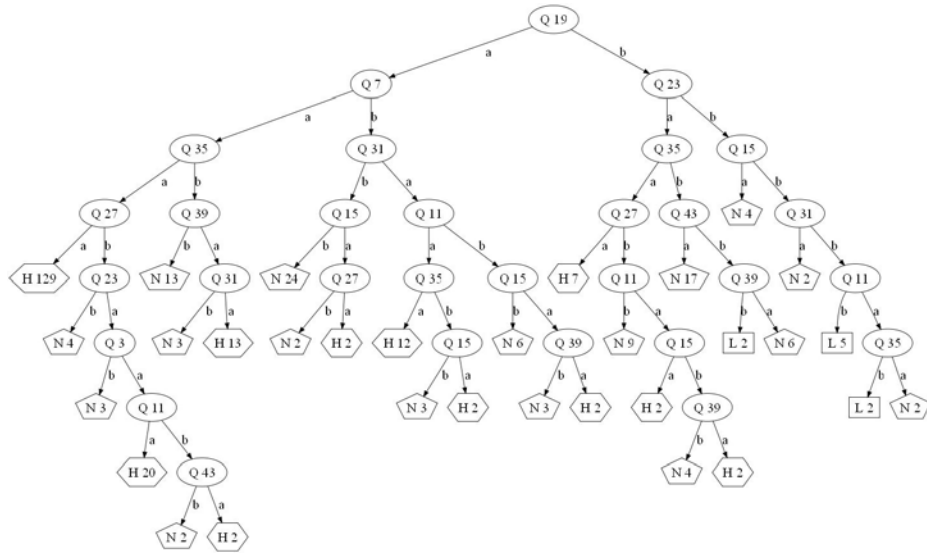 Q 19
a b
Q 7 Q 23
a b a b
Q 35 Q 31 Q 35 Q 15
a b b a a b a b
Q 27 Q 39 Q 15 Q 11 Q 27 Q 43 N 4 Q 31
a b b a b a a b a b a b a b
H 129 Q 23 N 13 Q 31 N 24 Q 27 Q 35 Q 15 H 7 Q 11 N 17 Q 39 N 2 Q 11
b a b a b a a b b a b a b a b a
N 4 Q 3 N 3 H 13 N 2 H 2 H 12 Q 15 N 6 Q 39 N 9 Q 15 L 2 N 6 L 5 Q 35
b a b a b a a b b a
N 3 Q 11 N 3 H 2 N 3 H 2 H 2 Q 39 L 2 N 2
a b b a
H 20 Q 43 N 4 H 2
b a
N 2 H 2